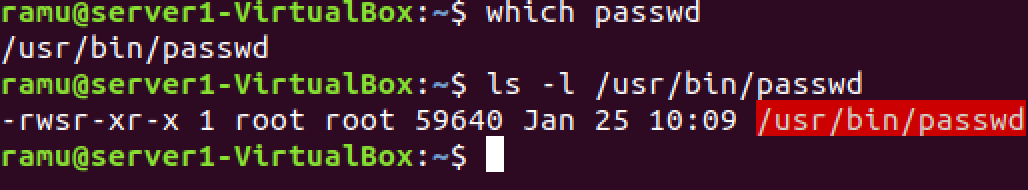 ramu@server1-VirtualBox:~$ which passwd
/usr/bin/passwd
ramu@server1-VirtualBox:~$ ls -l /usr/bin/passwd
-rwsr-xr-x 1 root root 59640 Jan 25 10:09 /usr/bin/passwd
ramu@server1-VirtualBox:~$